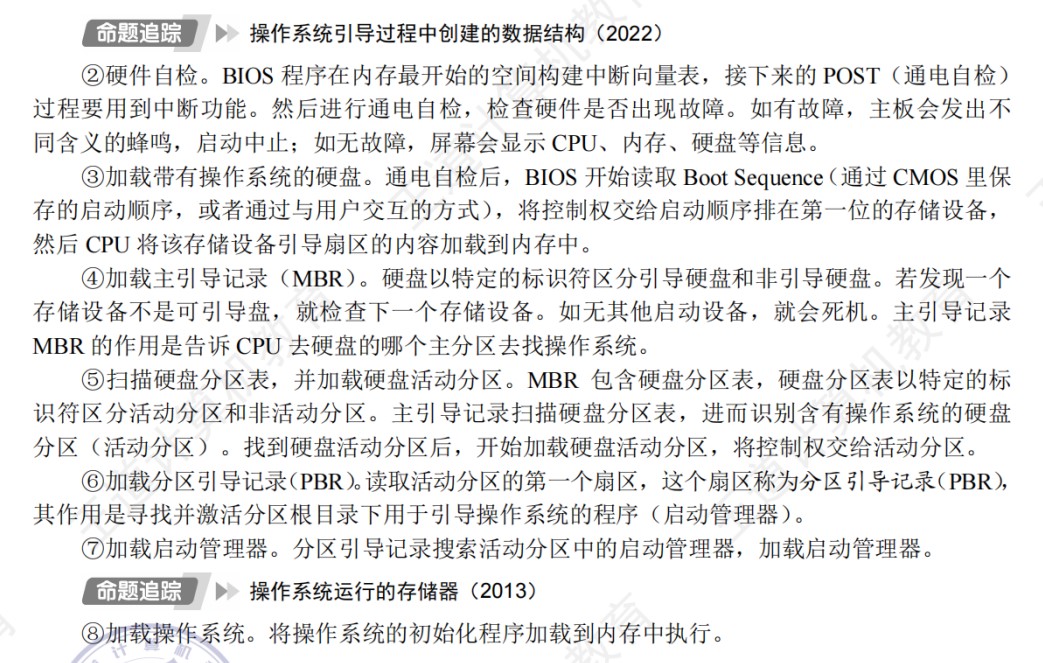 命题追踪 操作系统引导过程中创建的数据结构（2022）
②硬件自检。BIOS 程序在内存最开始的空间构建中断向量表，接下来的 POST（通电自检）
过程要用到中断功能。然后进行通电自检，检查硬件是否出现故障。如有故障，主板会发出不
同含义的蜂鸣，启动中止；如无故障，屏幕会显示 CPU、内存、硬盘等信息。
③加载带有操作系统的硬盘。通电自检后，BIOS 开始读取 Boot Sequence（通过 CMOS 里保
存的启动顺序，或者通过与用户交互的方式），将控制权交给启动顺序排在第一位的存储设备，
然后 CPU 将该存储设备引导扇区的内容加载到内存中。
④加载主引导记录（MBR）。硬盘以特定的标识符区分引导硬盘和非引导硬盘。若发现一个
存储设备不是可引导盘，就检查下一个存储设备。如无其他启动设备，就会死机。主引导记录
MBR 的作用是告诉 CPU 去硬盘的哪个主分区去找操作系统。
⑤扫描硬盘分区表，并加载硬盘活动分区。MBR 包含硬盘分区表，硬盘分区表以特定的标
识符区分活动分区和非活动分区。主引导记录扫描硬盘分区表，进而识别含有操作系统的硬盘
分区（活动分区）。找到硬盘活动分区后，开始加载硬盘活动分区，将控制权交给活动分区。
⑥加载分区引导记录（PBR）。读取活动分区的第一个扇区，这个扇区称为分区引导记录（PBR），
其作用是寻找并激活分区根目录下用于引导操作系统的程序（启动管理器）。
⑦加载启动管理器。分区引导记录搜索活动分区中的启动管理器，加载启动管理器。
命题追踪 操作系统运行的存储器（2013）
⑧加载操作系统。将操作系统的初始化程序加载到内存中执行。